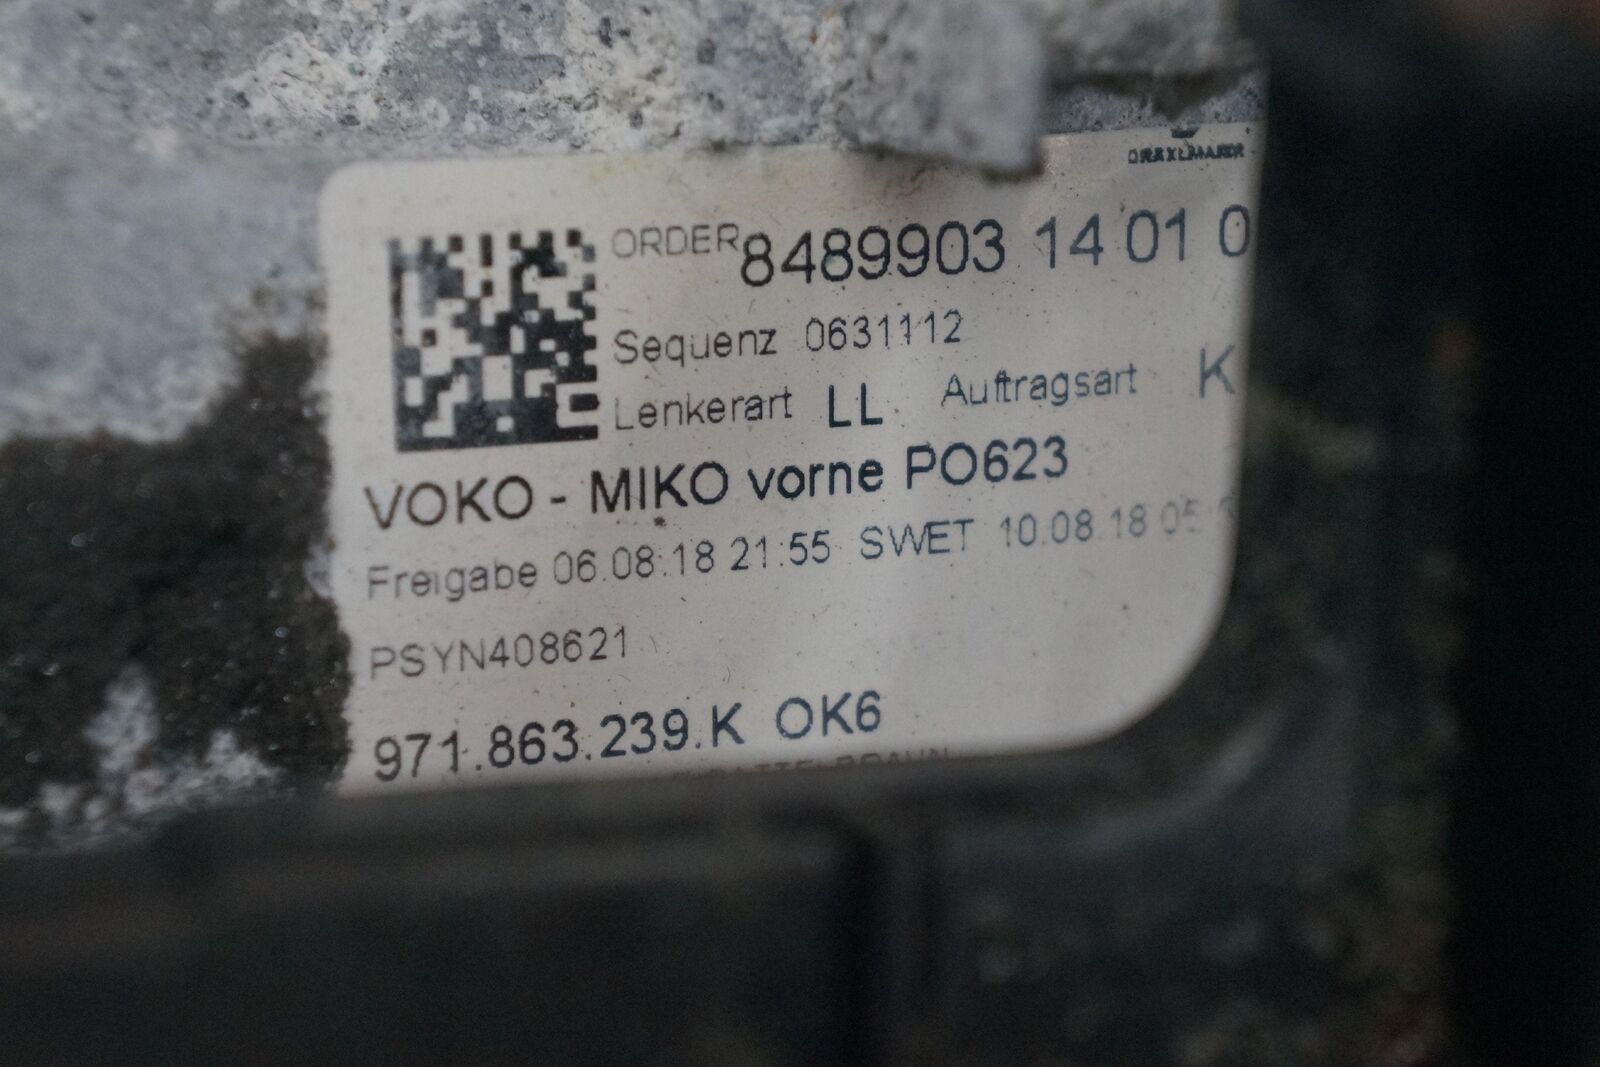 DRÄXLMAIER
ORDER 8489903 14 01 0
Sequenz 0631112
Lenkerart LL Auftragsart K
VOKO - MIKO vorne PO623
Freigabe 06.08.18 21:55 SWET 10.08.18
PSYN408621
971.863.239.K OK6